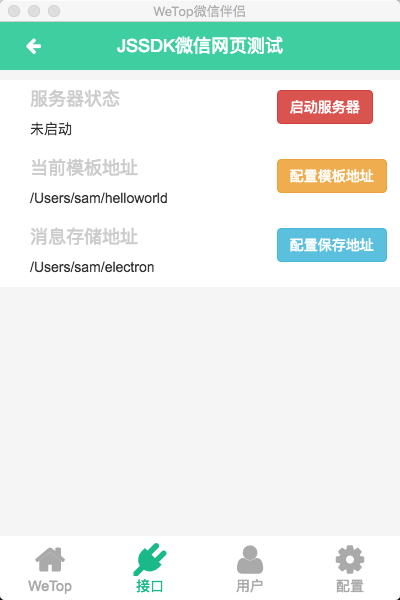 WeTop微信伴侣
JSSDK微信网页测试
服务器状态
启动服务器
未启动
当前模板地址
配置模板地址
/Users/sam/helloworld
消息存储地址
配置保存地址
/Users/sam/electron
WeTop 接口 用户 配置